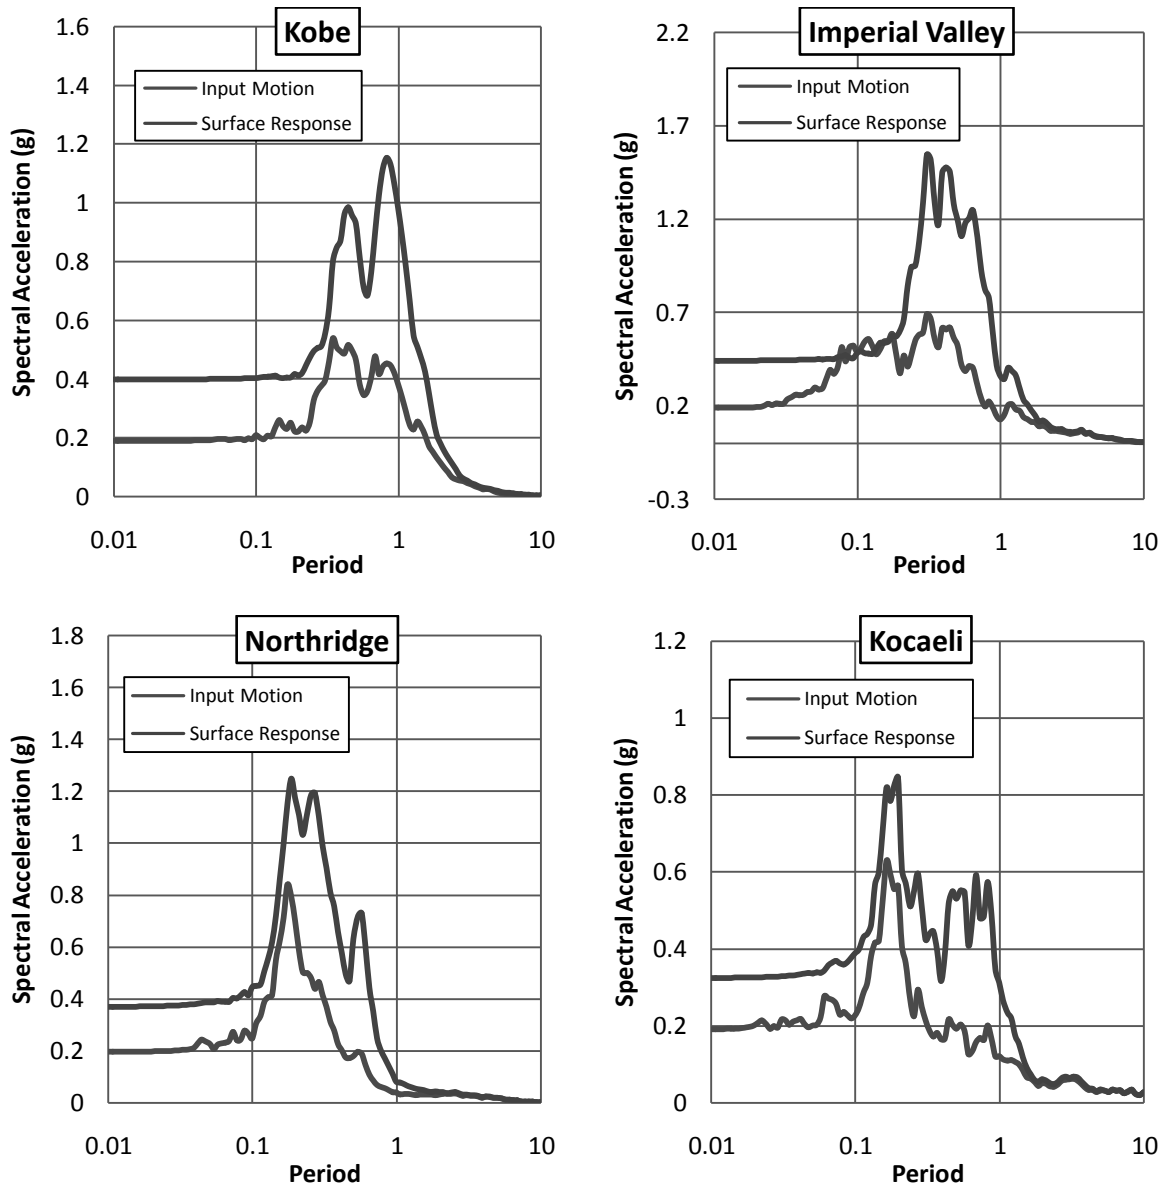 Kobe
Input Motion
Surface Response
Spectral Acceleration (g)
1.6
1.4
1.2
1
0.8
0.6
0.4
0.2
0
0.01
0.1
1
10
Period
Imperial Valley
Input Motion
Surface Response
Spectral Acceleration (g)
2.2
1.7
1.2
0.7
0.2
-0.3
0.01
0.1
1
10
Period
Northridge
Input Motion
Surface Response
Spectral Acceleration (g)
1.8
1.6
1.4
1.2
1
0.8
0.6
0.4
0.2
0
0.01
0.1
1
10
Period
Kocaeli
Input Motion
Surface Response
Spectral Acceleration (g)
1.2
1
0.8
0.6
0.4
0.2
0
0.01
0.1
1
10
Period